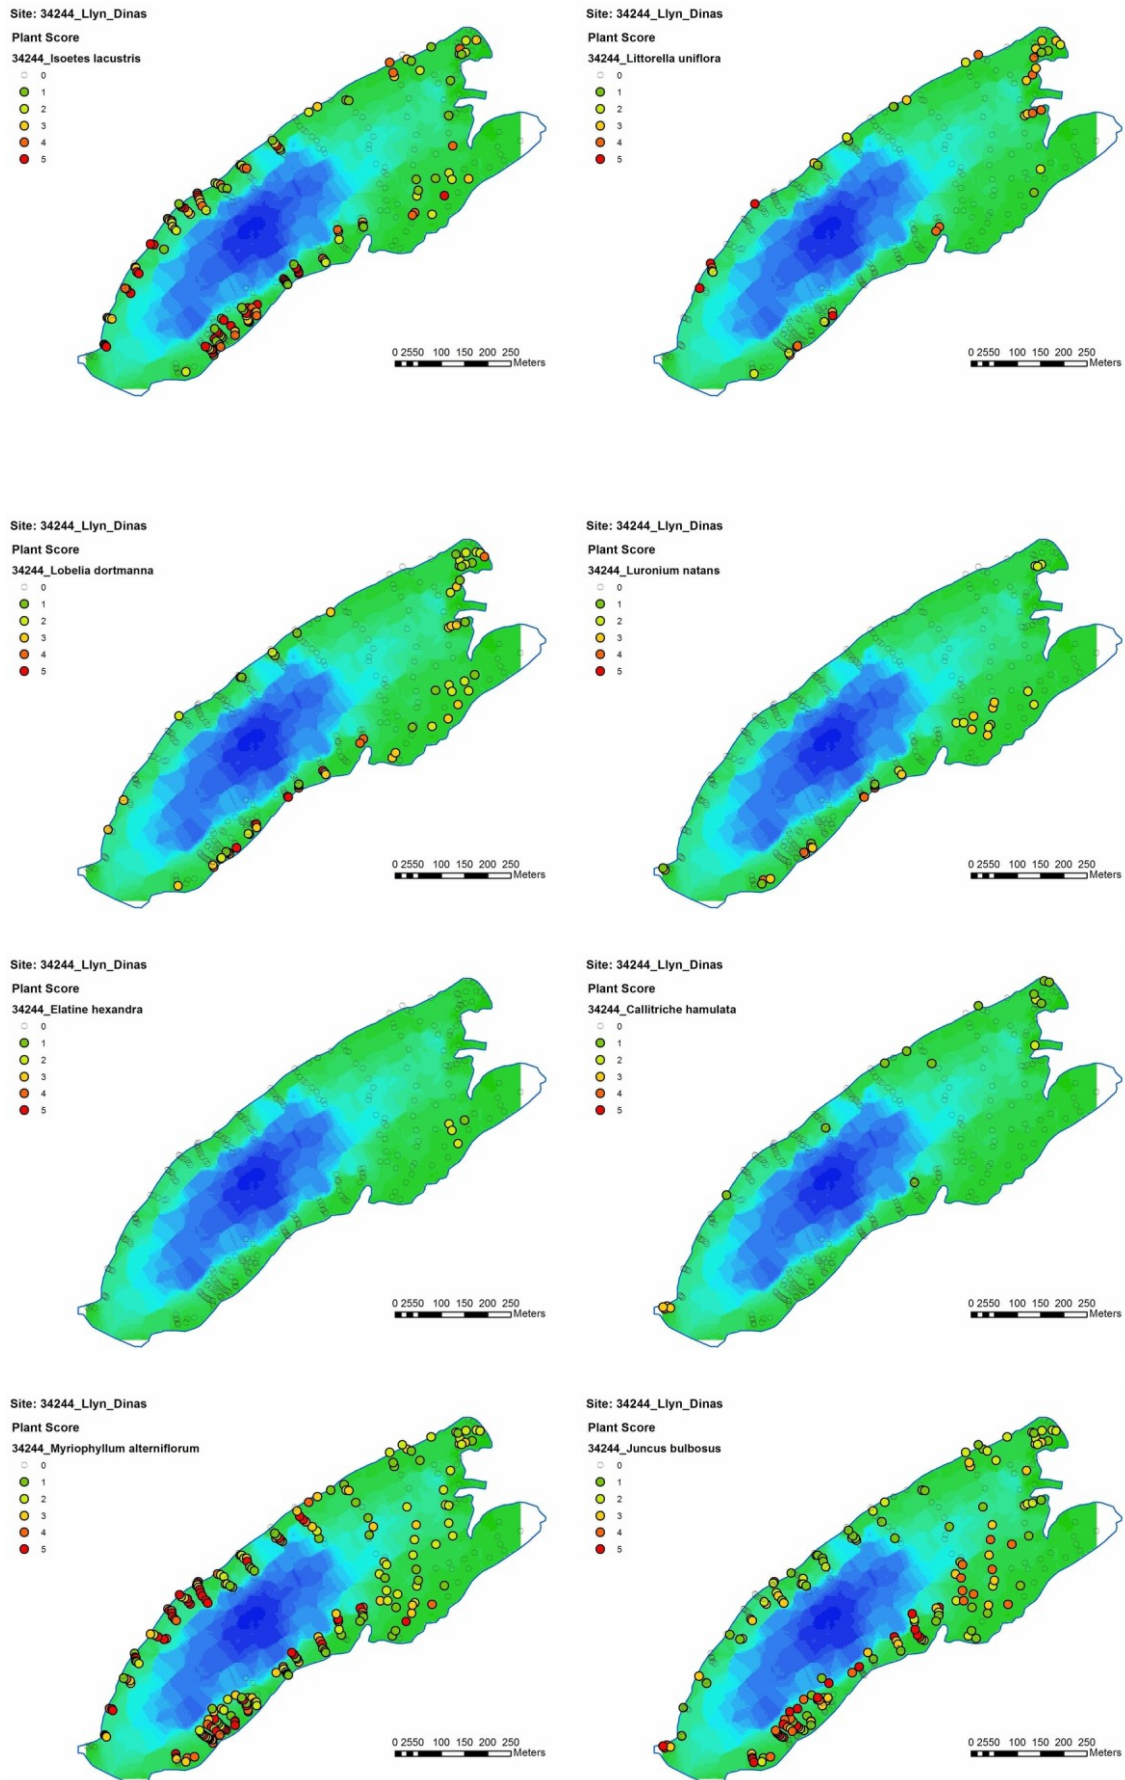 Site: 34244_Llyn_Dinas
Plant Score
34244_Isoetes lacustris
0
1
2
3
4
5
0 2550 100 150 200 250
Meters
Site: 34244_Llyn_Dinas
Plant Score
34244_Littorella uniflora
0
1
2
3
4
5
0 2550 100 150 200 250
Meters
Site: 34244_Llyn_Dinas
Plant Score
34244_Lobelia dortmanna
0
1
2
3
4
5
0 2550 100 150 200 250
Meters
Site: 34244_Llyn_Dinas
Plant Score
34244_Luronium natans
0
1
2
3
4
5
0 2550 100 150 200 250
Meters
Site: 34244_Llyn_Dinas
Plant Score
34244_Elatine hexandra
0
1
2
3
4
5
0 2550 100 150 200 250
Meters
Site: 34244_Llyn_Dinas
Plant Score
34244_Callitriche hamulata
0
1
2
3
4
5
0 2550 100 150 200 250
Meters
Site: 34244_Llyn_Dinas
Plant Score
34244_Myriophyllum alterniflorum
0
1
2
3
4
5
0 2550 100 150 200 250
Meters
Site: 34244_Llyn_Dinas
Plant Score
34244_Juncus bulbosus
0
1
2
3
4
5
0 2550 100 150 200 250
Meters